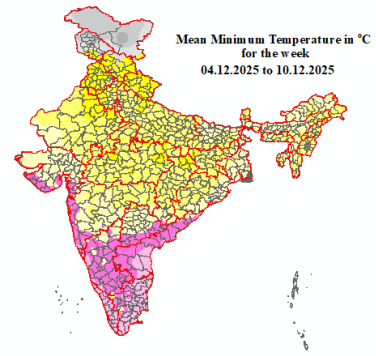 Mean Minimum Temperature in °C
for the week
04.12.2025 to 10.12.2025